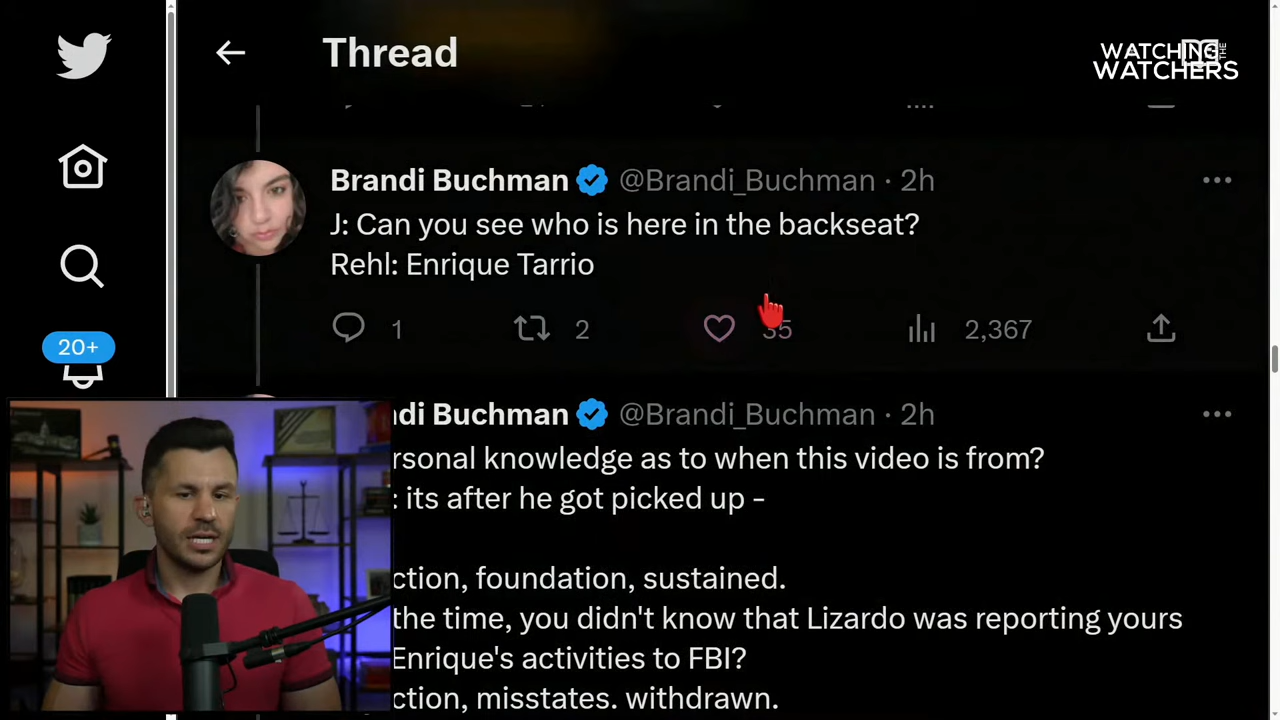 Thread
WATCHING THE
WATCHERS
Brandi Buchman @Brandi_Buchman · 2h
J: Can you see who is here in the backseat?
Rehl: Enrique Tarrio
1 2 35 2,367
20+
di Buchman @Brandi_Buchman · 2h
rsonal knowledge as to when this video is from?
: its after he got picked up -
ction, foundation, sustained.
the time, you didn't know that Lizardo was reporting yours
Enrique's activities to FBI?
ction, misstates. withdrawn.